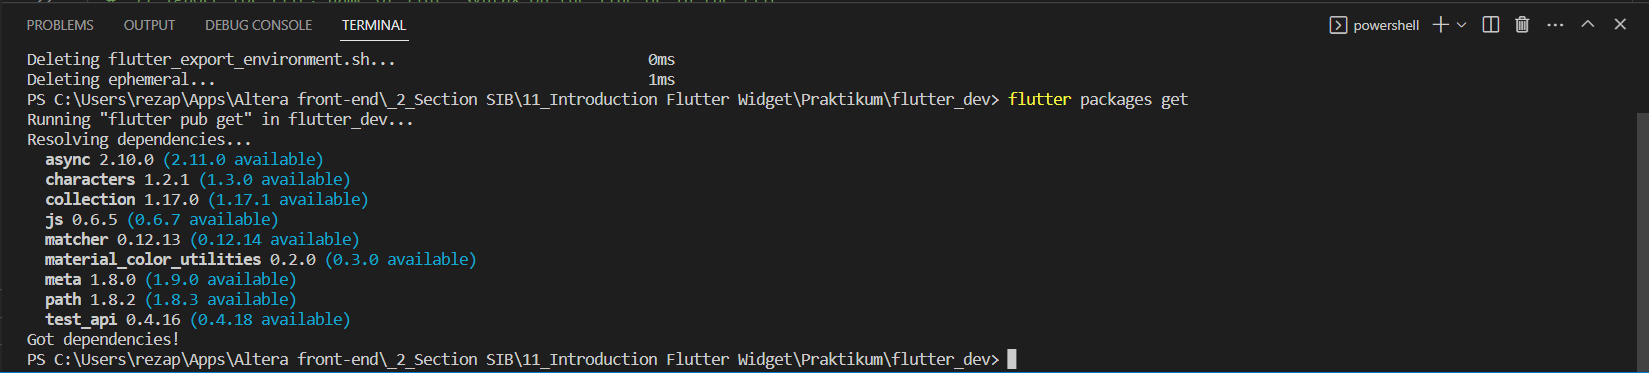 PROBLEMS OUTPUT DEBUG CONSOLE TERMINAL powershell
Deleting flutter_export_environment.sh... 0ms
Deleting ephemeral... 1ms
PS C:\Users\rezap\Apps\Altera front-end\_2_Section SIB\11_Introduction Flutter Widget\Praktikum\flutter_dev> flutter packages get
Running "flutter pub get" in flutter_dev...
Resolving dependencies...
async 2.10.0 (2.11.0 available)
characters 1.2.1 (1.3.0 available)
collection 1.17.0 (1.17.1 available)
js 0.6.5 (0.6.7 available)
matcher 0.12.13 (0.12.14 available)
material_color_utilities 0.2.0 (0.3.0 available)
meta 1.8.0 (1.9.0 available)
path 1.8.2 (1.8.3 available)
test_api 0.4.16 (0.4.18 available)
Got dependencies!
PS C:\Users\rezap\Apps\Altera front-end\_2_Section SIB\11_Introduction Flutter Widget\Praktikum\flutter_dev>